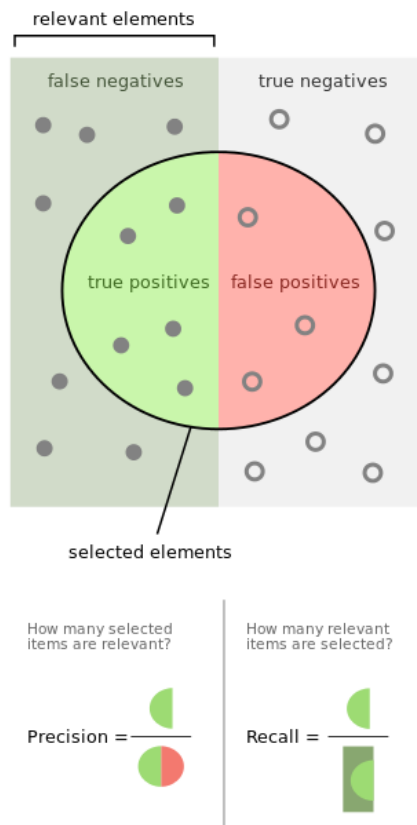 relevant elements
false negatives
true negatives
true positives
false positives
selected elements
How many selected
items are relevant?
How many relevant
items are selected?
Precision =
Recall =